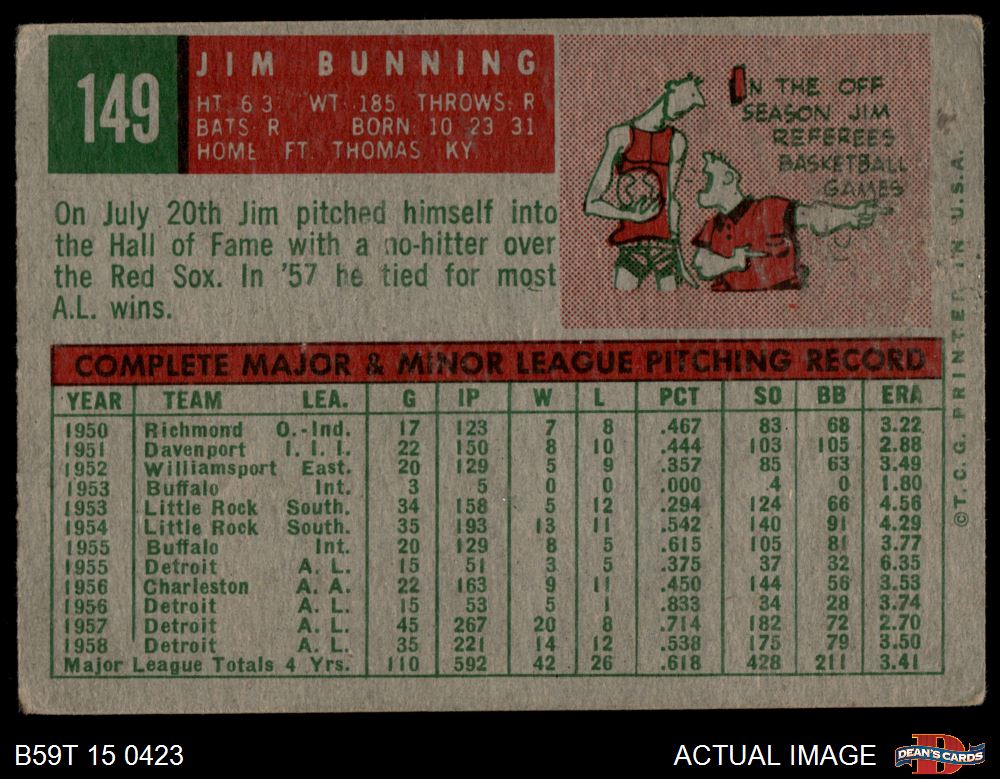 149
JIM BUNNING
HT. 6 3 WT. 185 THROWS: R
BATS: R BORN: 10 23 31
HOME FT. THOMAS KY.
IN THE OFF
SEASON JIM
REFEREES
BASKETBALL
GAMES
On July 20th Jim pitched himself into
the Hall of Fame with a no-hitter over
the Red Sox. In '57 he tied for most
A.L. wins.
COMPLETE MAJOR & MINOR LEAGUE PITCHING RECORD
YEAR TEAM LEA. G IP W L PCT SO BB ERA
1950 Richmond O.-Ind. 17 123 7 8 .467 83 68 3.22
1951 Davenport I. I. I. 22 150 8 10 .444 103 105 2.88
1952 Williamsport East. 20 129 5 9 .357 85 63 3.49
1953 Buffalo Int. 3 5 0 0 .000 4 0 1.80
1953 Little Rock South. 34 158 5 12 .294 124 66 4.56
1954 Little Rock South. 35 193 13 11 .542 140 91 4.29
1955 Buffalo Int. 20 129 8 5 .615 105 81 3.77
1955 Detroit A. L. 15 51 3 5 .375 37 32 6.35
1956 Charleston A. A. 22 163 9 11 .450 144 56 3.53
1956 Detroit A. L. 15 53 5 1 .833 34 28 3.74
1957 Detroit A. L. 45 267 20 8 .714 182 72 2.70
1958 Detroit A. L. 35 221 14 12 .538 175 79 3.50
Major League Totals 4 Yrs. 110 592 42 26 .618 428 211 3.41
© T. C. G. PRINTED IN U.S.A.
B59T 15 0423
ACTUAL IMAGE
DEAN'S CARDS